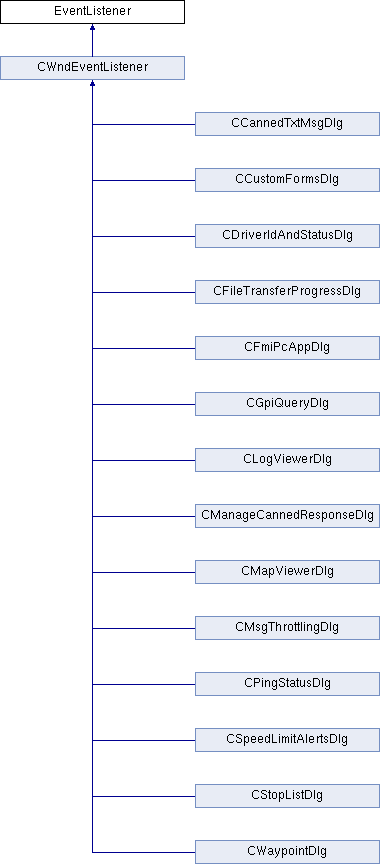 EventListener
CWndEventListener
CCannedTxtMsgDlg
CCustomFormsDlg
CDriverIdAndStatusDlg
CFileTransferProgressDlg
CFmiPcAppDlg
CGpiQueryDlg
CLogViewerDlg
CManageCannedResponseDlg
CMapViewerDlg
CMsgThrottlingDlg
CPingStatusDlg
CSpeedLimitAlertsDlg
CStopListDlg
CWaypointDlg